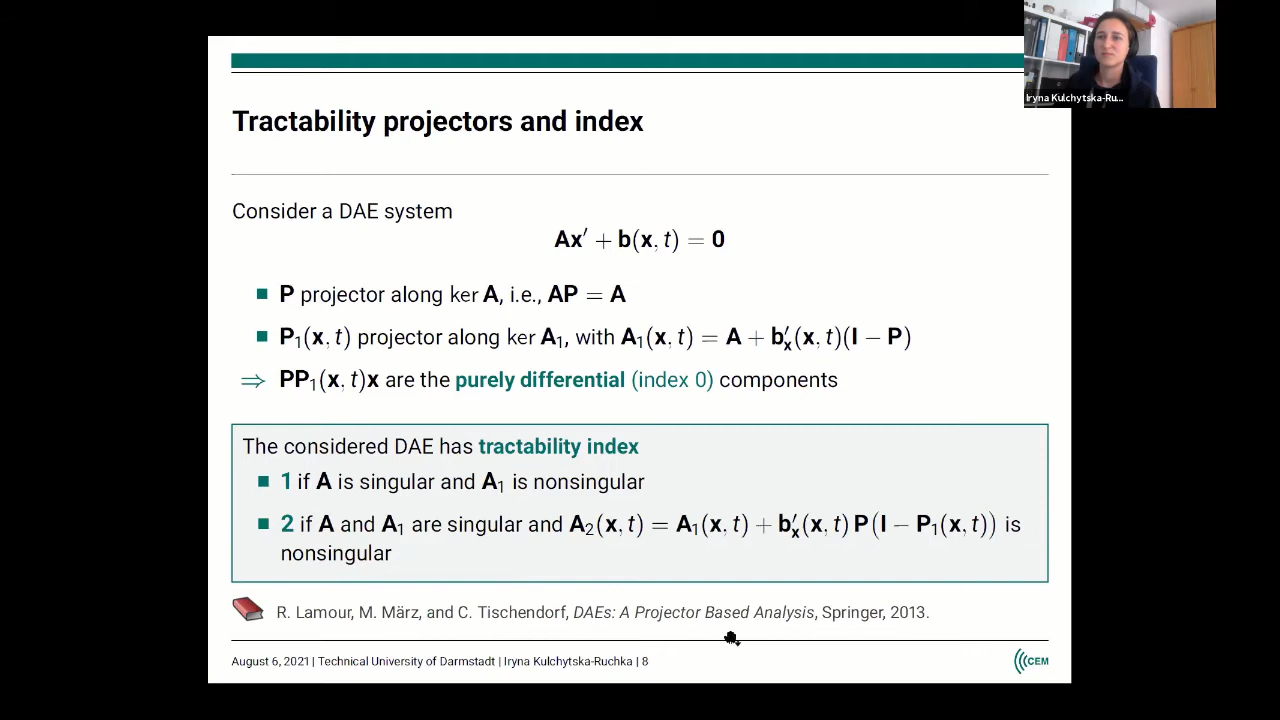 Iryna Kulchytska-Ru...
Tractability projectors and index
Consider a DAE system
Ax′ + b(x, t) = 0
P projector along ker A, i.e., AP = A
P₁(x, t) projector along ker A₁, with A₁(x, t) = A + b′ₓ(x, t)(I − P)
⇒ PP₁(x, t)x are the purely differential (index 0) components
The considered DAE has tractability index
1 if A is singular and A₁ is nonsingular
2 if A and A₁ are singular and A₂(x, t) = A₁(x, t) + b′ₓ(x, t) P(I − P₁(x, t)) is
nonsingular
R. Lamour, M. März, and C. Tischendorf, DAEs: A Projector Based Analysis, Springer, 2013.
August 6, 2021 | Technical University of Darmstadt | Iryna Kulchytska-Ruchka | 8
CEM